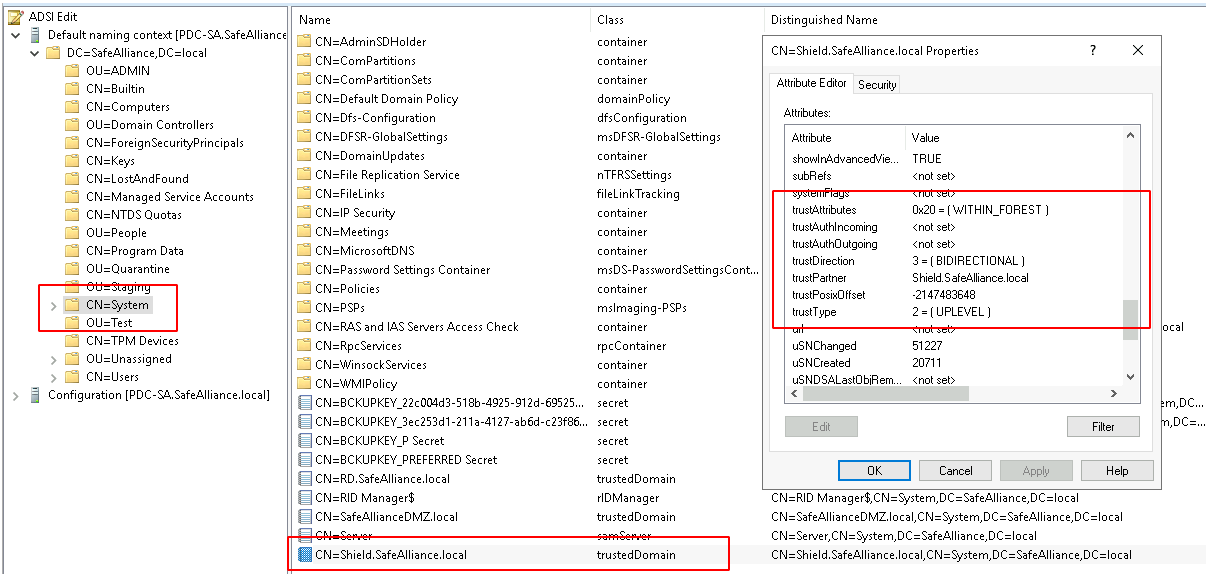 ADSI Edit
Default naming context [PDC-SA.SafeAlliance
DC=SafeAlliance,DC=local
OU=ADMIN
CN=Builtin
CN=Computers
OU=Domain Controllers
CN=ForeignSecurityPrincipals
CN=Keys
CN=LostAndFound
CN=Managed Service Accounts
CN=NTDS Quotas
OU=People
CN=Program Data
OU=Quarantine
OU=Staging
CN=System
OU=Test
CN=TPM Devices
OU=Unassigned
CN=Users
Configuration [PDC-SA.SafeAlliance.local]
Name Class Distinguished Name
CN=AdminSDHolder container
CN=ComPartitions container
CN=ComPartitionSets container
CN=Default Domain Policy domainPolicy
CN=Dfs-Configuration dfsConfiguration
CN=DFSR-GlobalSettings msDFSR-GlobalSettings
CN=DomainUpdates container
CN=File Replication Service nTFRSSettings
CN=FileLinks fileLinkTracking
CN=IP Security container
CN=Meetings container
CN=MicrosoftDNS container
CN=Password Settings Container msDS-PasswordSettingsCont...
CN=Policies container
CN=PSPs msImaging-PSPs
CN=RAS and IAS Servers Access Check container local
CN=RpcServices rpcContainer
CN=WinsockServices container
CN=WMIPolicy container
CN=BCKUPKEY_22c004d3-518b-4925-912d-69525... secret em,DC...
CN=BCKUPKEY_3ec253d1-211a-4127-ab6d-c23f86... secret m,DC=...
CN=BCKUPKEY_P Secret secret
CN=BCKUPKEY_PREFERRED Secret secret
CN=RD.SafeAlliance.local trustedDomain
CN=RID Manager$ rIDManager CN=RID Manager$,CN=System,DC=SafeAlliance,DC=local
CN=SafeAllianceDMZ.local trustedDomain CN=SafeAllianceDMZ.local,CN=System,DC=SafeAlliance,DC=local
CN=Server samServer CN=Server,CN=System,DC=SafeAlliance,DC=local
CN=Shield.SafeAlliance.local trustedDomain CN=Shield.SafeAlliance.local,CN=System,DC=SafeAlliance,DC=local
CN=Shield.SafeAlliance.local Properties ?
Attribute Editor Security
Attributes:
Attribute Value
showInAdvancedVie... TRUE
subRefs <not set>
systemFlags <not set>
trustAttributes 0x20 = ( WITHIN_FOREST )
trustAuthIncoming <not set>
trustAuthOutgoing <not set>
trustDirection 3 = ( BIDIRECTIONAL )
trustPartner Shield.SafeAlliance.local
trustPosixOffset -2147483648
trustType 2 = ( UPLEVEL )
url <not set>
uSNChanged 51227
uSNCreated 20711
uSNDSALastObjRem... <not set>
Edit Filter
OK Cancel Apply Help